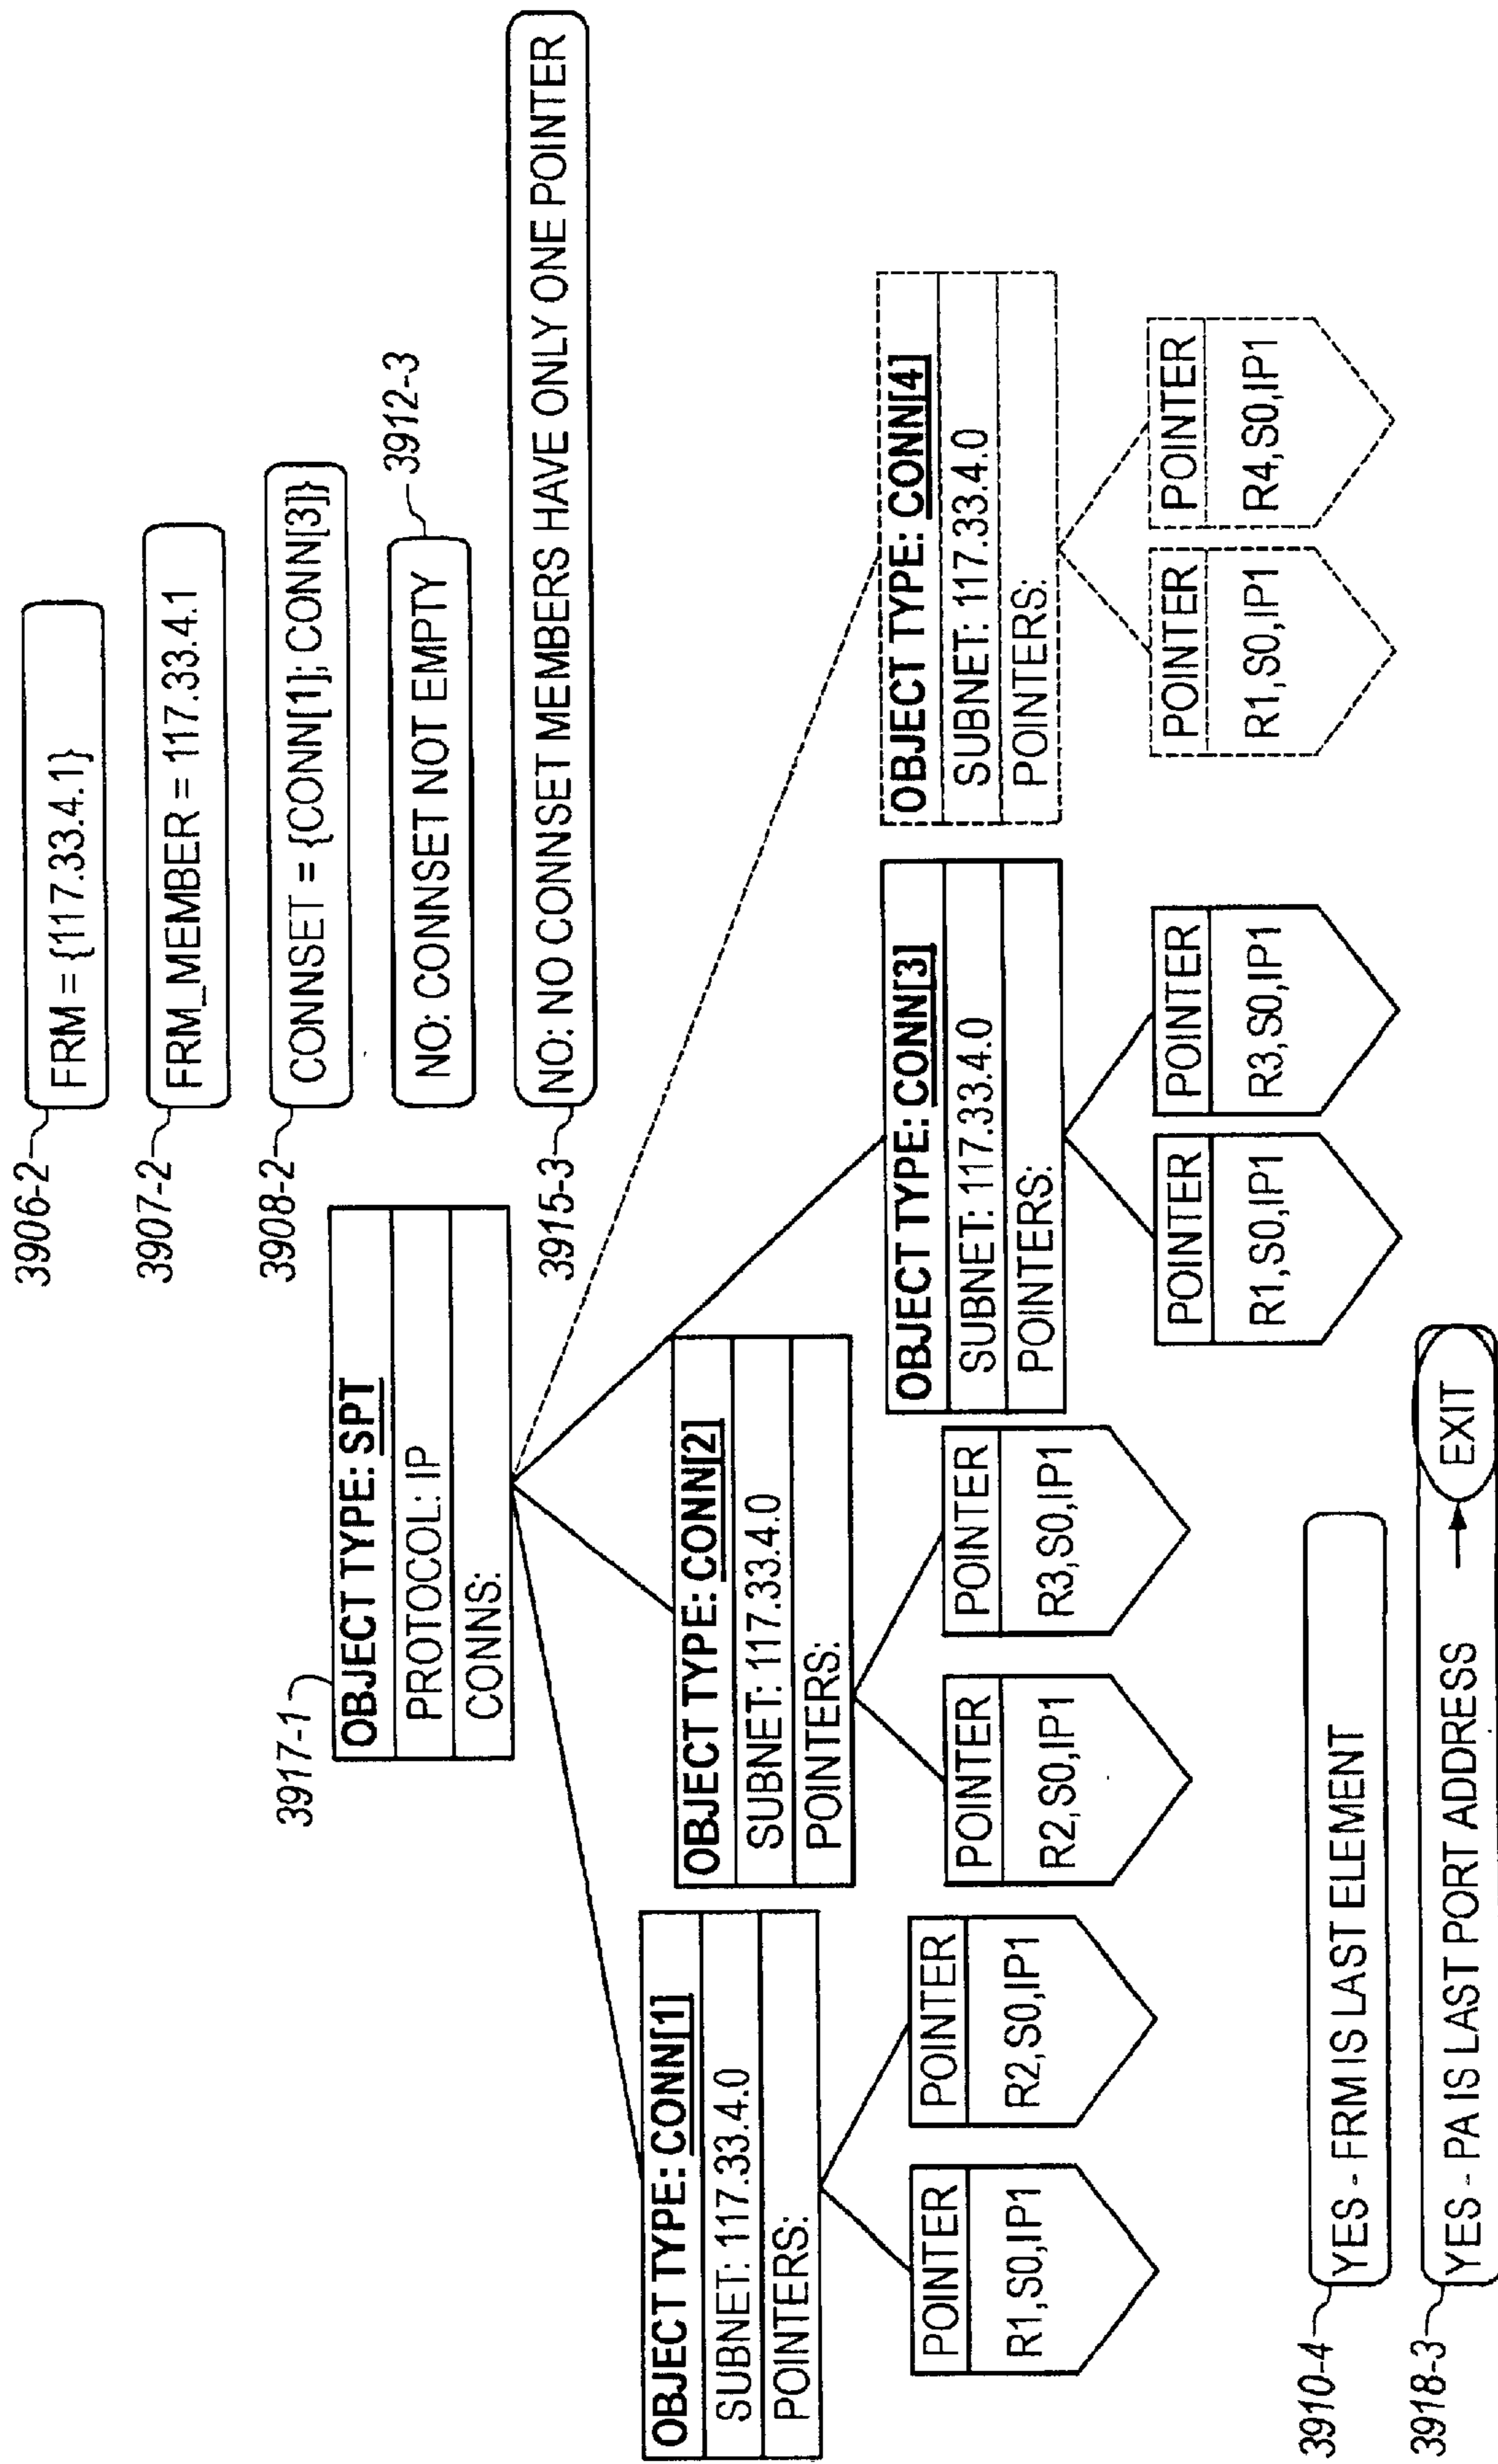 3906-2
FRM = {117.33.4.1}
3907-2
FRM_MEMBER = 117.33.4.1
3908-2
CONNSET = {CONN[1]; CONN[3]}
NO: CONNSET NOT EMPTY
3912-3
3915-3
NO: NO CONNSET MEMBERS HAVE ONLY ONE POINTER
3917-1
OBJECT TYPE: SPT
PROTOCOL: IP
CONNS:
OBJECT TYPE: CONN[1]
SUBNET: 117.33.4.0
POINTERS:
POINTER
R1,S0,IP1
POINTER
R2,S0,IP1
OBJECT TYPE: CONN[2]
SUBNET: 117.33.4.0
POINTERS:
POINTER
R2,S0,IP1
POINTER
R3,S0,IP1
OBJECT TYPE: CONN[3]
SUBNET: 117.33.4.0
POINTERS:
POINTER
R1,S0,IP1
POINTER
R3,S0,IP1
OBJECT TYPE: CONN[4]
SUBNET: 117.33.4.0
POINTERS:
POINTER
R1,S0,IP1
POINTER
R4,S0,IP1
3910-4
YES - FRM IS LAST ELEMENT
3918-3
YES - PA IS LAST PORT ADDRESS
EXIT